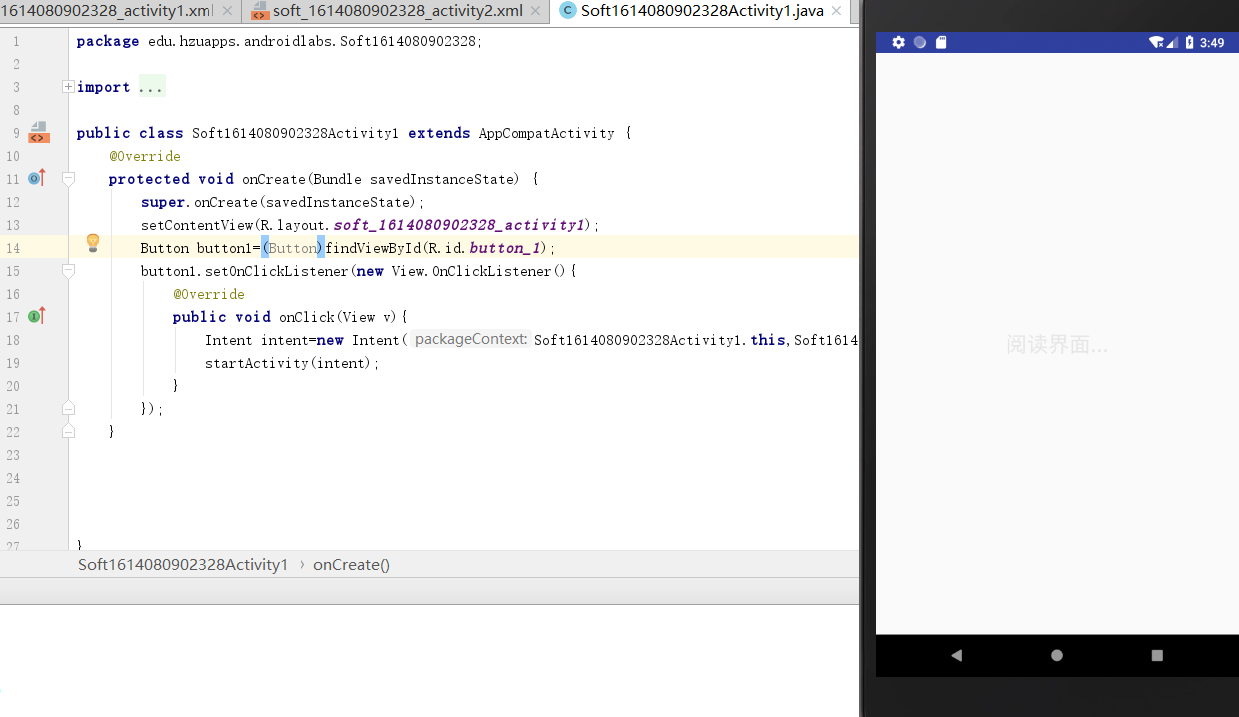 1614080902328_activity1.xml
soft_1614080902328_activity2.xml
Soft1614080902328Activity1.java
1 package edu.hzuapps.androidlabs.Soft1614080902328;
2
3 import ...
8
9 public class Soft1614080902328Activity1 extends AppCompatActivity {
10 @Override
11 protected void onCreate(Bundle savedInstanceState) {
12 super.onCreate(savedInstanceState);
13 setContentView(R.layout.soft_1614080902328_activity1);
14 Button button1=(Button)findViewById(R.id.button_1);
15 button1.setOnClickListener(new View.OnClickListener(){
16 @Override
17 public void onClick(View v){
18 Intent intent=new Intent( packageContext: Soft1614080902328Activity1.this,Soft1614
19 startActivity(intent);
20 }
21 });
22 }
23
24
25
26
27 }
Soft1614080902328Activity1 › onCreate()
3:49
阅读界面...